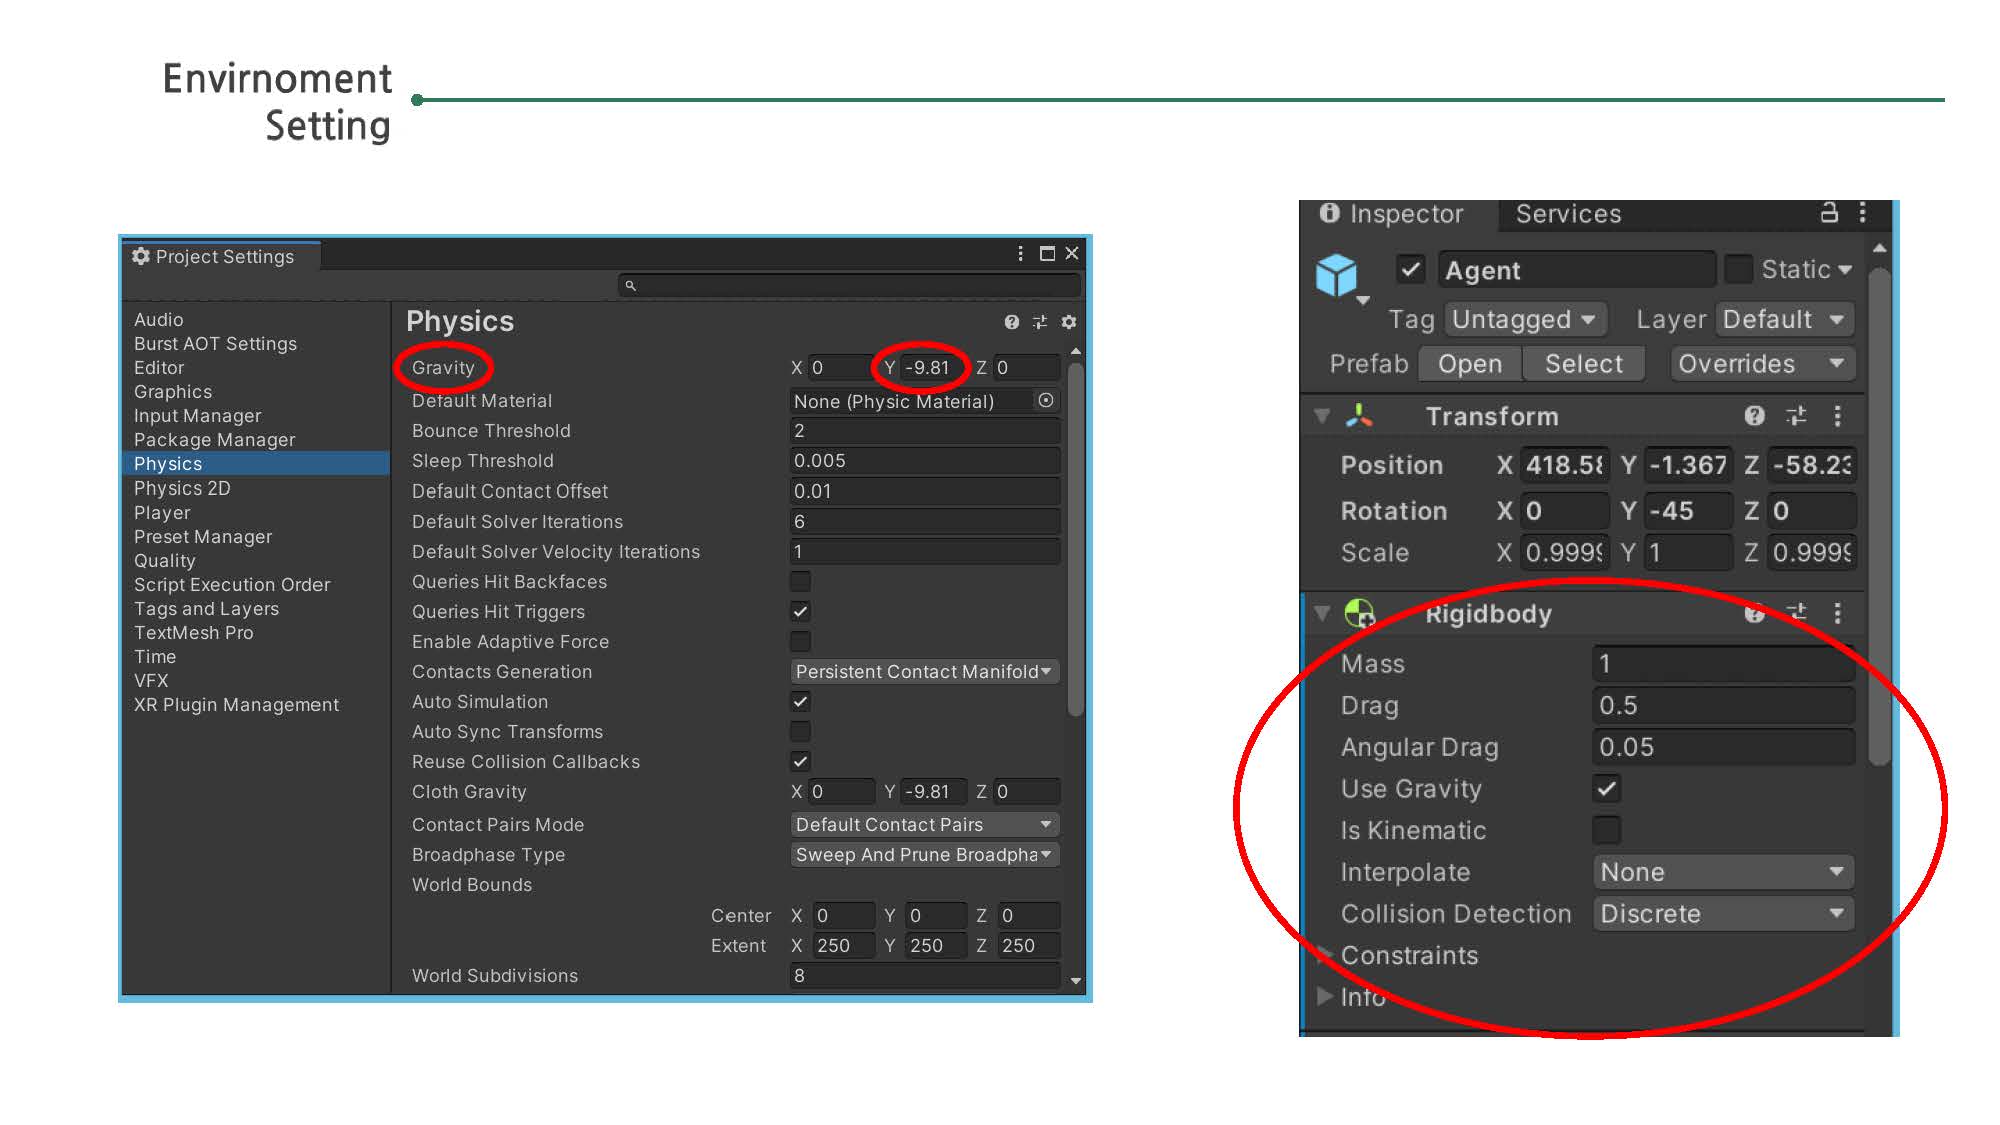 Envirnoment
Setting
Project Settings
Audio
Burst AOT Settings
Editor
Graphics
Input Manager
Package Manager
Physics
Physics 2D
Player
Preset Manager
Quality
Script Execution Order
Tags and Layers
TextMesh Pro
Time
VFX
XR Plugin Management
Physics
Gravity X 0 Y -9.81 Z 0
Default Material None (Physic Material)
Bounce Threshold 2
Sleep Threshold 0.005
Default Contact Offset 0.01
Default Solver Iterations 6
Default Solver Velocity Iterations 1
Queries Hit Backfaces
Queries Hit Triggers
Enable Adaptive Force
Contacts Generation Persistent Contact Manifold
Auto Simulation
Auto Sync Transforms
Reuse Collision Callbacks
Cloth Gravity X 0 Y -9.81 Z 0
Contact Pairs Mode Default Contact Pairs
Broadphase Type Sweep And Prune Broadpha
World Bounds
Center X 0 Y 0 Z 0
Extent X 250 Y 250 Z 250
World Subdivisions 8
Inspector Services
Agent Static
Tag Untagged Layer Default
Prefab Open Select Overrides
Transform
Position X 418.58 Y -1.367 Z -58.23
Rotation X 0 Y -45 Z 0
Scale X 0.9999 Y 1 Z 0.9999
Rigidbody
Mass 1
Drag 0.5
Angular Drag 0.05
Use Gravity
Is Kinematic
Interpolate None
Collision Detection Discrete
Constraints
Info